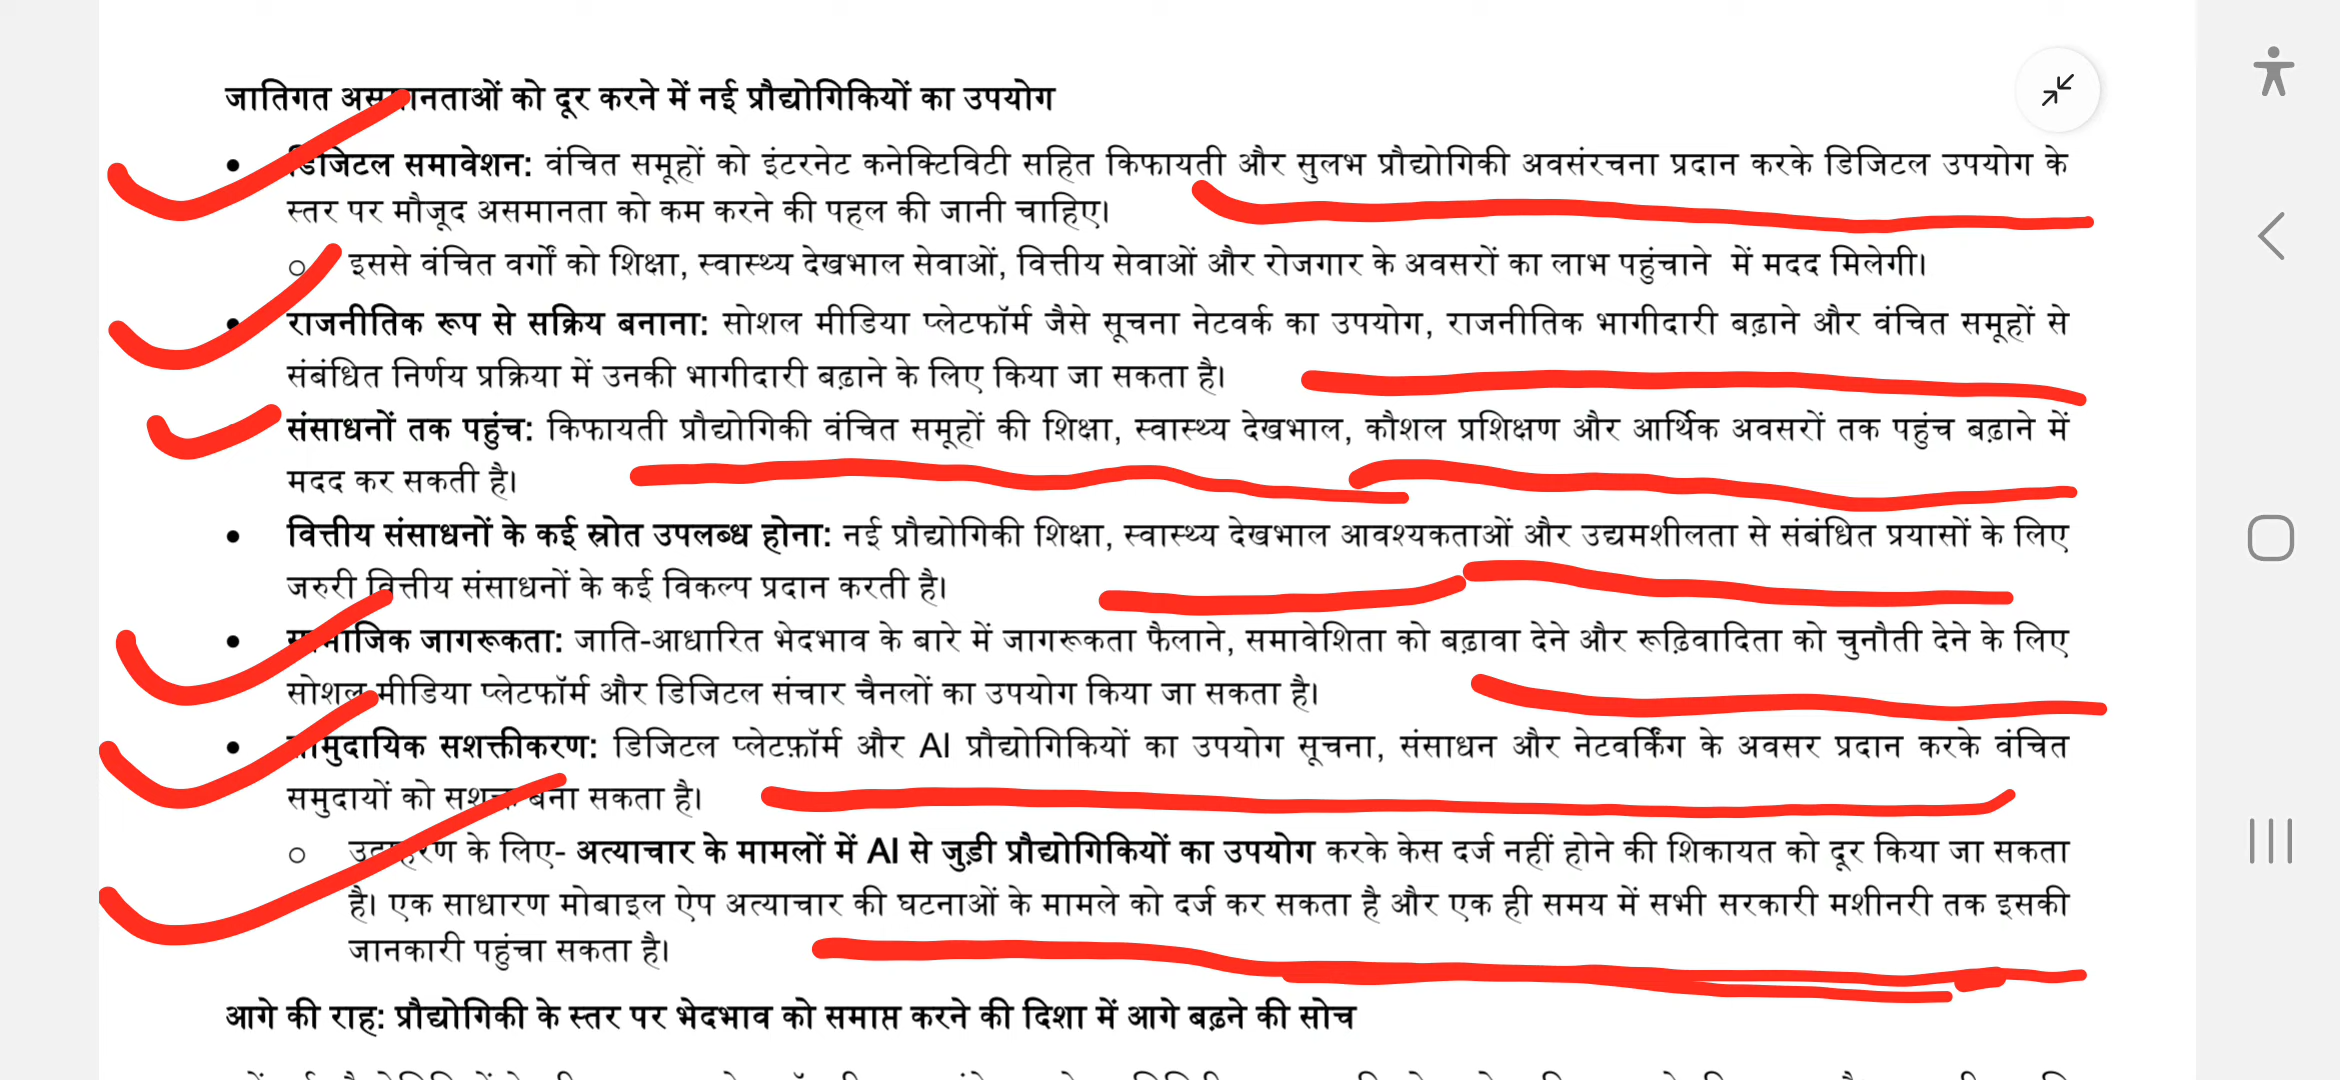 जातिगत असमानताओं को दूर करने में नई प्रौद्योगिकियों का उपयोग
• डिजिटल समावेशन: वंचित समूहों को इंटरनेट कनेक्टिविटी सहित किफायती और सुलभ प्रौद्योगिकी अवसंरचना प्रदान करके डिजिटल उपयोग के
स्तर पर मौजूद असमानता को कम करने की पहल की जानी चाहिए।
○ इससे वंचित वर्गों को शिक्षा, स्वास्थ्य देखभाल सेवाओं, वित्तीय सेवाओं और रोजगार के अवसरों का लाभ पहुंचाने में मदद मिलेगी।
• राजनीतिक रूप से सक्रिय बनाना: सोशल मीडिया प्लेटफॉर्म जैसे सूचना नेटवर्क का उपयोग, राजनीतिक भागीदारी बढ़ाने और वंचित समूहों से
संबंधित निर्णय प्रक्रिया में उनकी भागीदारी बढ़ाने के लिए किया जा सकता है।
संसाधनों तक पहुंच: किफायती प्रौद्योगिकी वंचित समूहों की शिक्षा, स्वास्थ्य देखभाल, कौशल प्रशिक्षण और आर्थिक अवसरों तक पहुंच बढ़ाने में
मदद कर सकती है।
• वित्तीय संसाधनों के कई स्रोत उपलब्ध होना: नई प्रौद्योगिकी शिक्षा, स्वास्थ्य देखभाल आवश्यकताओं और उद्यमशीलता से संबंधित प्रयासों के लिए
जरुरी वित्तीय संसाधनों के कई विकल्प प्रदान करती है।
• सामाजिक जागरूकता: जाति-आधारित भेदभाव के बारे में जागरूकता फैलाने, समावेशिता को बढ़ावा देने और रूढ़िवादिता को चुनौती देने के लिए
सोशल मीडिया प्लेटफॉर्म और डिजिटल संचार चैनलों का उपयोग किया जा सकता है।
• सामुदायिक सशक्तीकरण: डिजिटल प्लेटफ़ॉर्म और AI प्रौद्योगिकियों का उपयोग सूचना, संसाधन और नेटवर्किंग के अवसर प्रदान करके वंचित
समुदायों को सशक्त बना सकता है।
○ उदाहरण के लिए- अत्याचार के मामलों में AI से जुड़ी प्रौद्योगिकियों का उपयोग करके केस दर्ज नहीं होने की शिकायत को दूर किया जा सकता
है। एक साधारण मोबाइल ऐप अत्याचार की घटनाओं के मामले को दर्ज कर सकता है और एक ही समय में सभी सरकारी मशीनरी तक इसकी
जानकारी पहुंचा सकता है।
आगे की राह: प्रौद्योगिकी के स्तर पर भेदभाव को समाप्त करने की दिशा में आगे बढ़ने की सोच